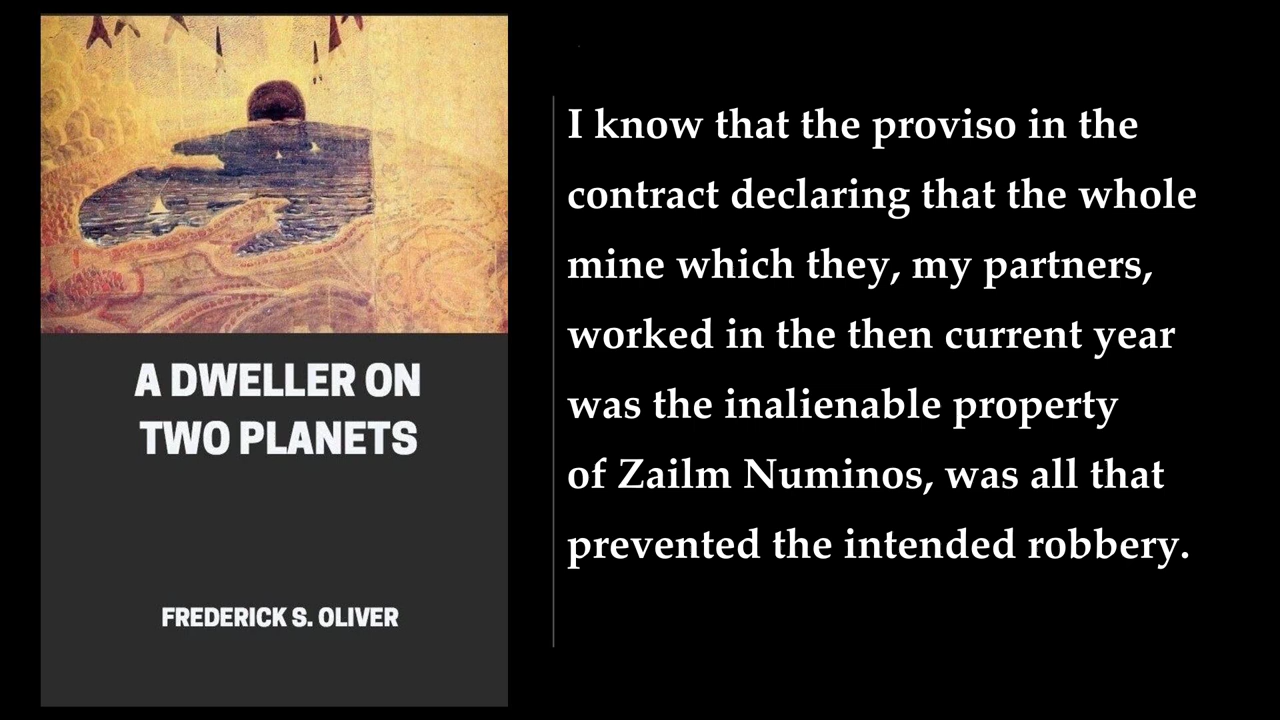 A DWELLER ON
TWO PLANETS
FREDERICK S. OLIVER
I know that the proviso in the
contract declaring that the whole
mine which they, my partners,
worked in the then current year
was the inalienable property
of Zailm Numinos, was all that
prevented the intended robbery.